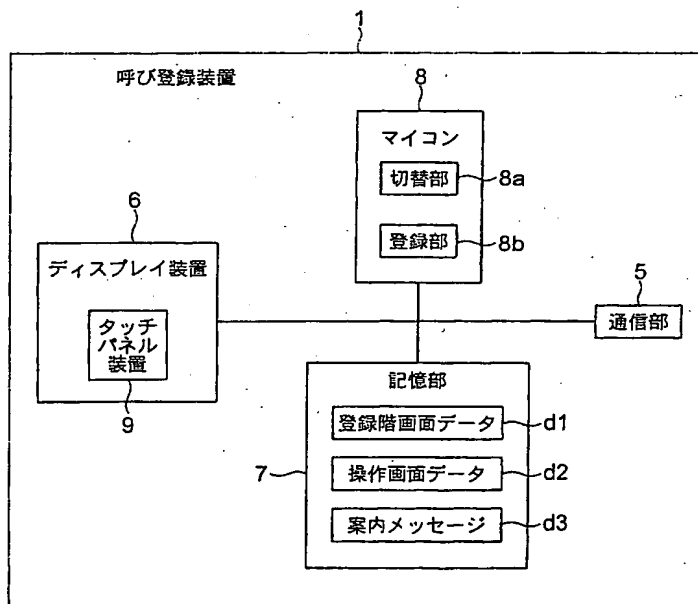 1
呼び登録装置
8
マイコン
切替部
8a
登録部
8b
6
ディスプレイ装置
タッチ
パネル
装置
9
5
通信部
記憶部
登録階画面データ
d1
7
操作画面データ
d2
案内メッセージ
d3